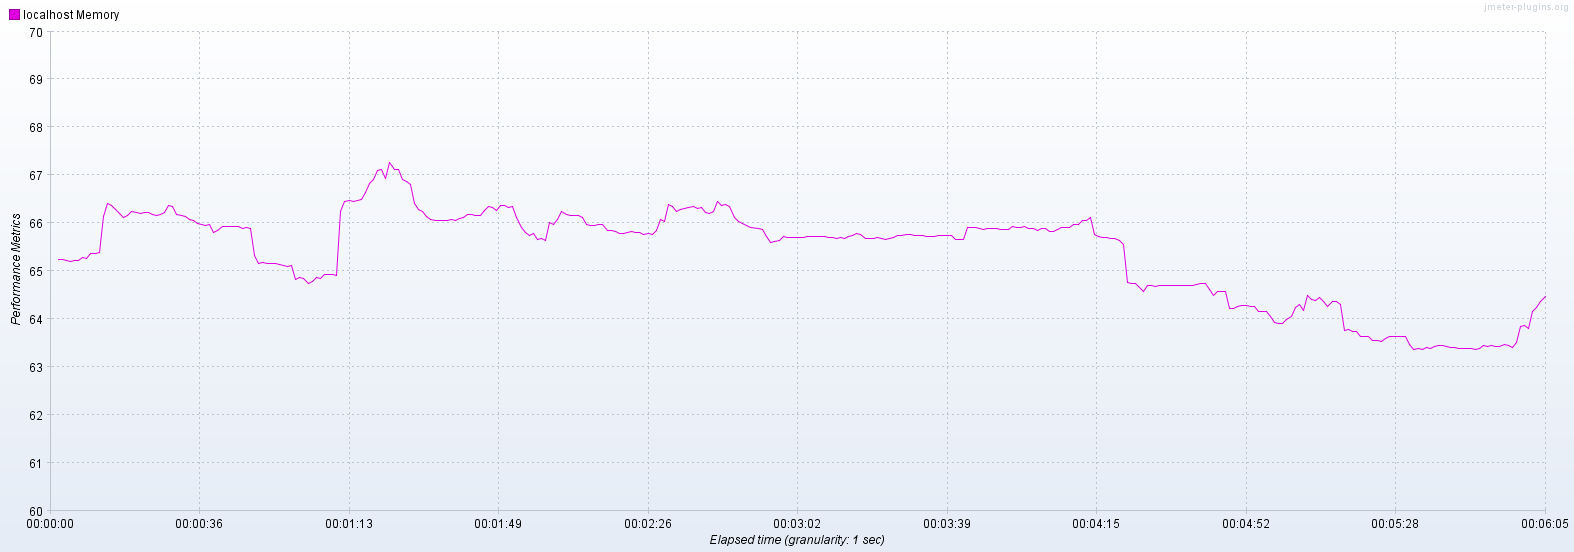 localhost Memory
jmeter-plugins.org
70
69
68
67
66
65
64
63
62
61
60
Performance Metrics
00:00:00 00:00:36 00:01:13 00:01:49 00:02:26 00:03:02 00:03:39 00:04:15 00:04:52 00:05:28 00:06:05
Elapsed time (granularity: 1 sec)